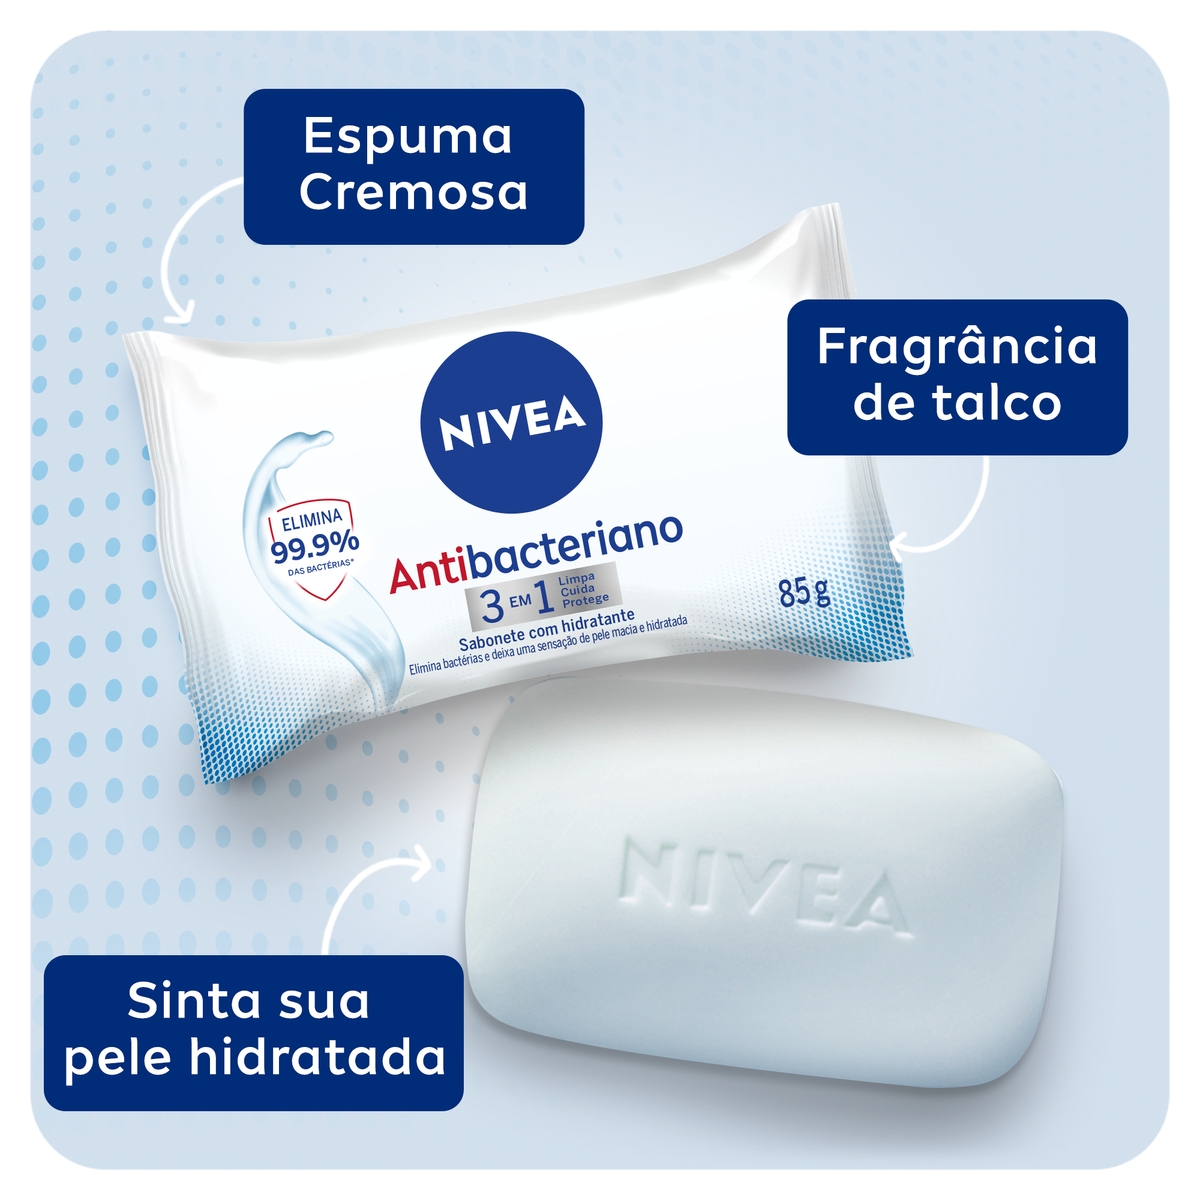 Espuma
Cremosa
Fragrância
de talco
NIVEA
ELIMINA
99.9%
DAS BACTÉRIAS*
Antibacteriano
3 EM 1
Limpa
Cuida
Protege
85g
Sabonete com hidratante
Elimina bactérias e deixa uma sensação de pele macia e hidratada
NIVEA
Sinta sua
pele hidratada